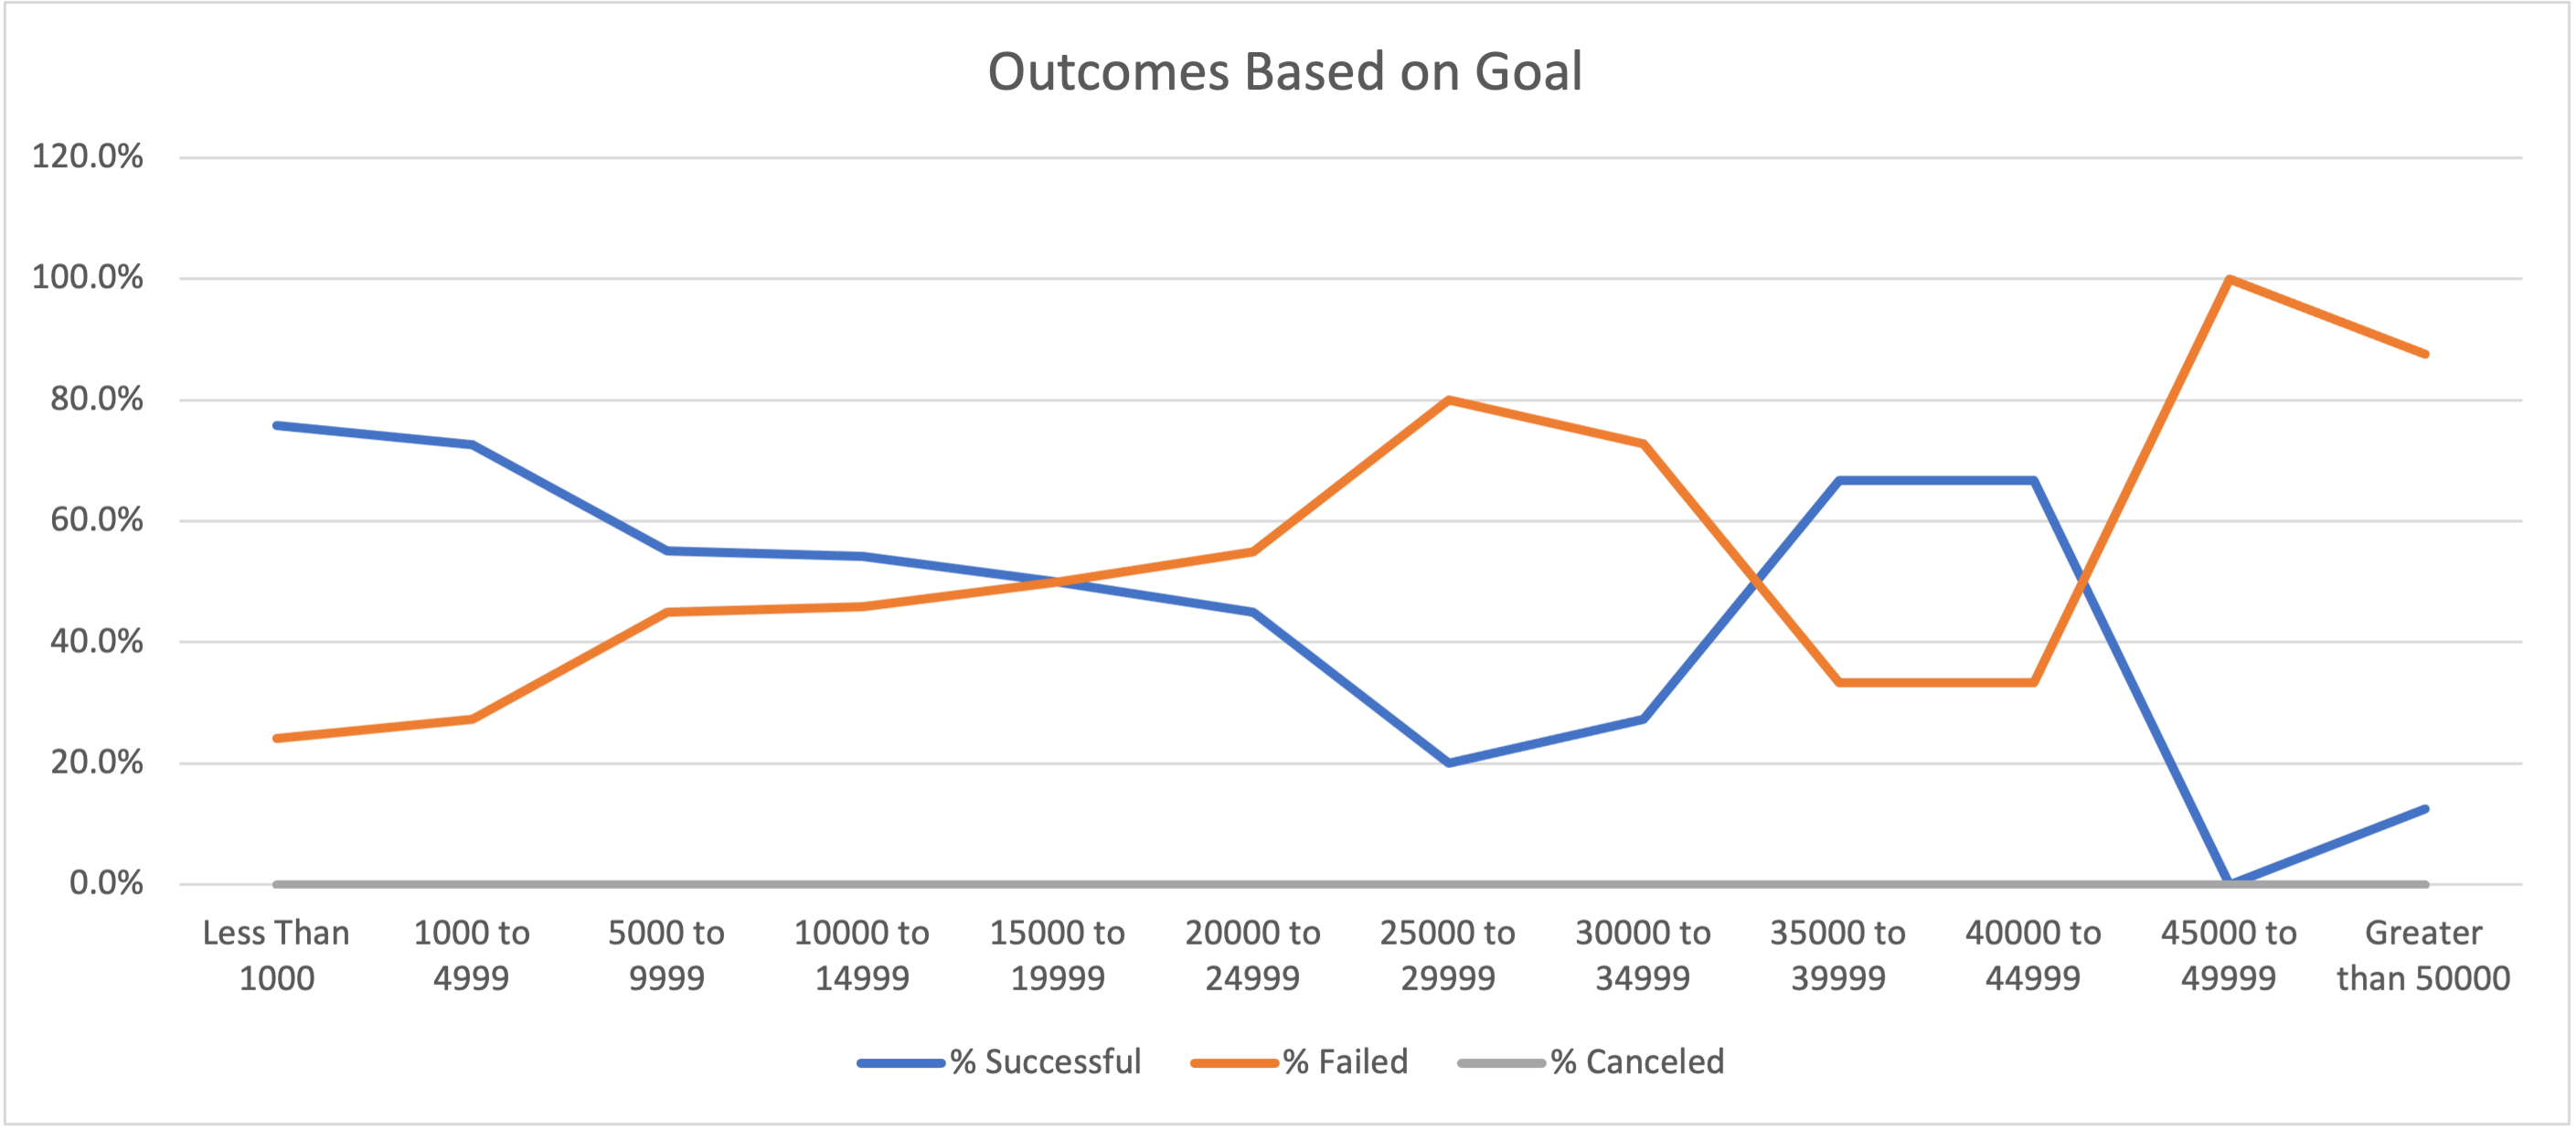 Outcomes Based on Goal
120.0%
100.0%
80.0%
60.0%
40.0%
20.0%
0.0%
Less Than
1000
1000 to
4999
5000 to
9999
10000 to
14999
15000 to
19999
20000 to
24999
25000 to
29999
30000 to
34999
35000 to
39999
40000 to
44999
45000 to
49999
Greater
than 50000
% Successful
% Failed
% Canceled